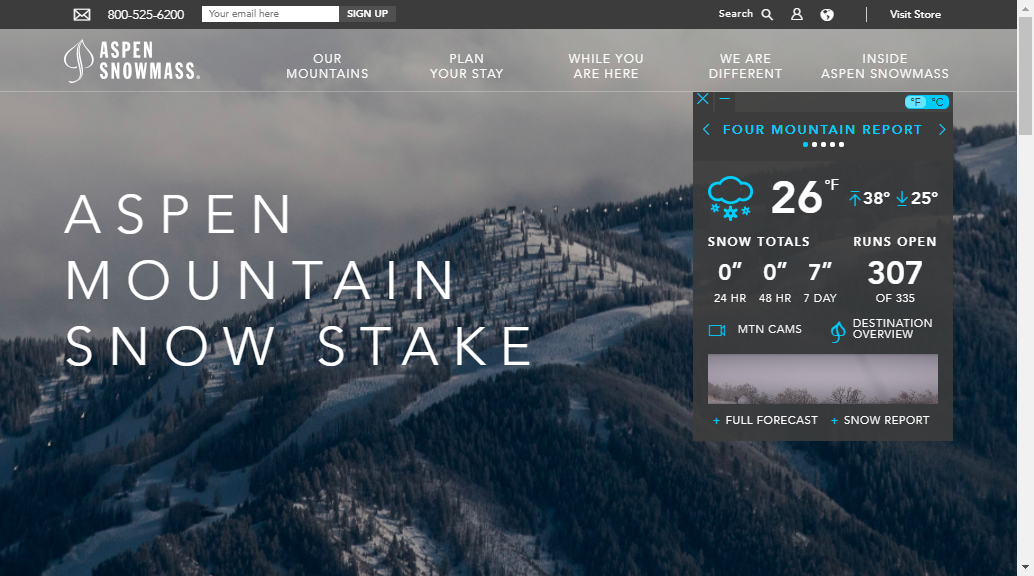 800-525-6200
Your email here
SIGN UP
Search
Visit Store
ASPEN
SNOWMASS®
OUR
MOUNTAINS
PLAN
YOUR STAY
WHILE YOU
ARE HERE
WE ARE
DIFFERENT
INSIDE
ASPEN SNOWMASS
°F °C
FOUR MOUNTAIN REPORT
26°F 38° 25°
SNOW TOTALS
0” 0” 7”
24 HR 48 HR 7 DAY
RUNS OPEN
307
OF 335
MTN CAMS
DESTINATION
OVERVIEW
+ FULL FORECAST + SNOW REPORT
ASPEN
MOUNTAIN
SNOW STAKE